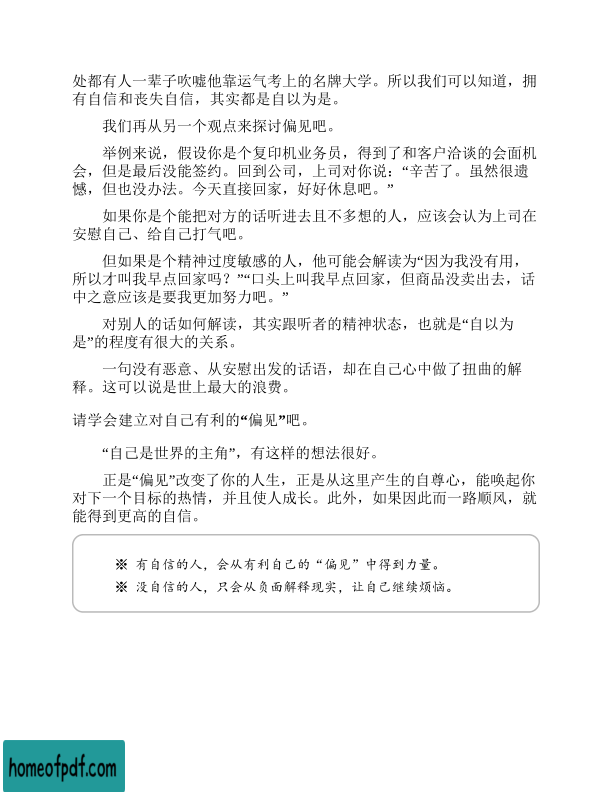 处都有人一辈子吹嘘他靠运气考上的名牌大学。所以我们可以知道，拥
有自信和丧失自信，其实都是自以为是。
我们再从另一个观点来探讨偏见吧。
举例来说，假设你是个复印机业务员，得到了和客户洽谈的会面机
会，但是最后没能签约。回到公司，上司对你说：“辛苦了。虽然很遗
憾，但也没办法。今天直接回家，好好休息吧。”
如果你是个能把对方的话听进去且不多想的人，应该会认为上司在
安慰自己、给自己打气吧。
但如果是个精神过度敏感的人，他可能会解读为“因为我没有用，
所以才叫我早点回家吗？”“口头上叫我早点回家，但商品没卖出去，话
中之意应该是要我更加努力吧。”
对别人的话如何解读，其实跟听者的精神状态，也就是“自以为
是”的程度有很大的关系。
一句没有恶意、从安慰出发的话语，却在自己心中做了扭曲的解
释。这可以说是世上最大的浪费。
请学会建立对自己有利的“偏见”吧。
“自己是世界的主角”，有这样的想法很好。
正是“偏见”改变了你的人生，正是从这里产生的自尊心，能唤起你
对下一个目标的热情，并且使人成长。此外，如果因此而一路顺风，就
能得到更高的自信。
※ 有自信的人，会从有利自己的“偏见”中得到力量。
※ 没自信的人，只会从负面解释现实，让自己继续烦恼。
homeofpdf.com